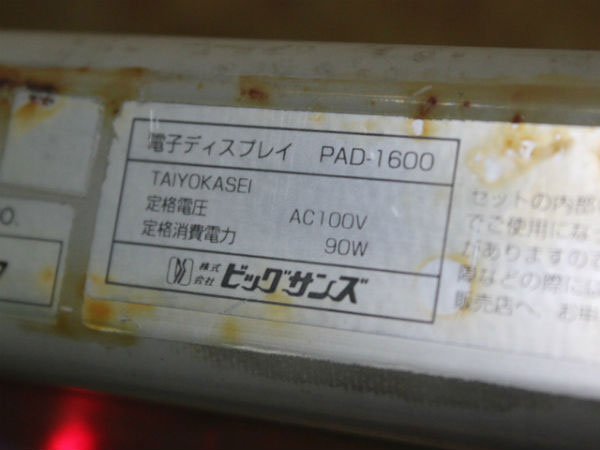 電子ディスプレイ PAD-1600
TAIYOKASEI
定格電圧 AC100V
定格消費電力 90W
株式会社 ビッグサンズ
O.
セットの内部
でご使用にな
がありますので
障などの際には
販売店へ、お申